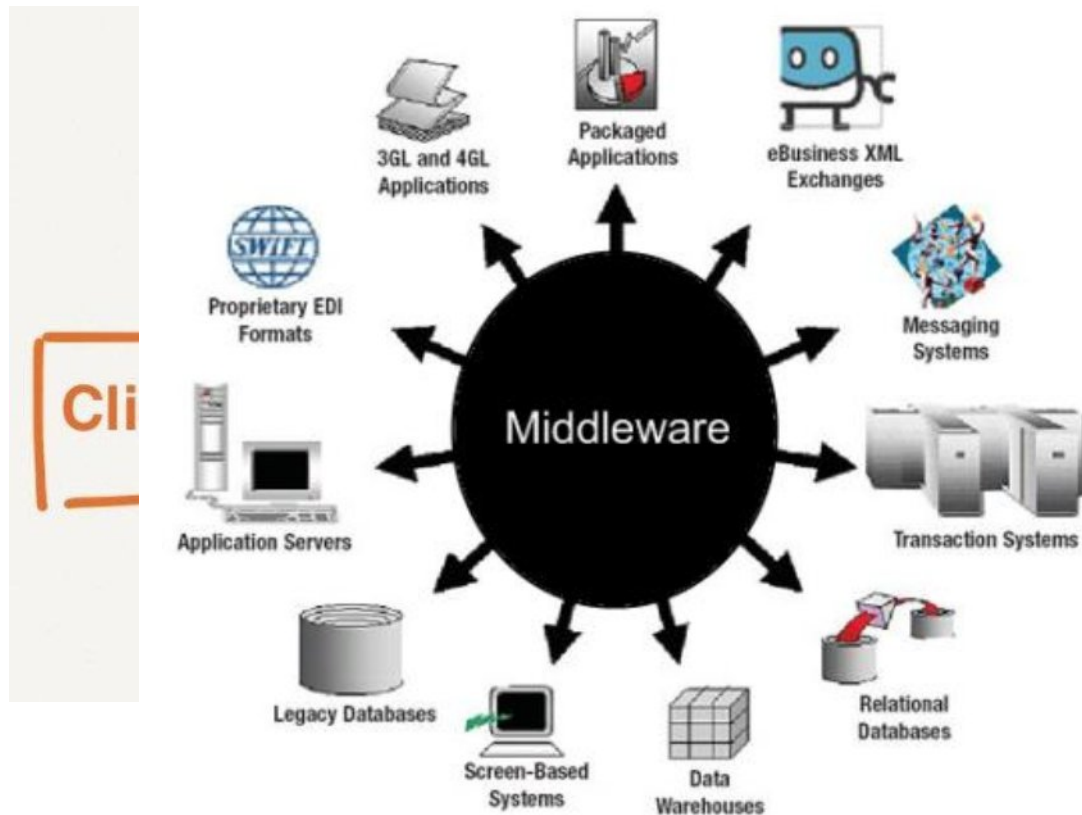 Packaged
Applications
3GL and 4GL
Applications
eBusiness XML
Exchanges
SWIFT
Proprietary EDI
Formats
Messaging
Systems
Cli
Middleware
Application Servers
Transaction Systems
Legacy Databases
Relational
Databases
Screen-Based
Systems
Data
Warehouses